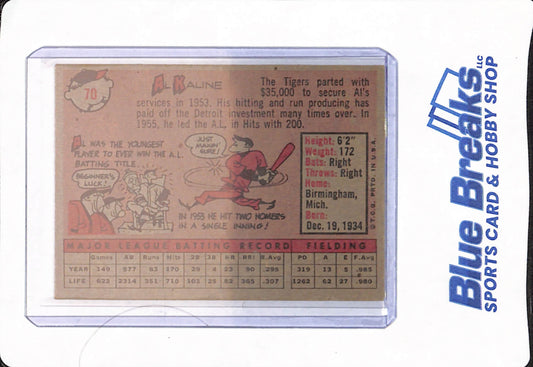 70
AL KALINE
The Tigers parted with
$35,000 to secure Al's
services in 1953. His hitting and run producing has
paid off the Detroit investment many times over. In
1955, he led the A.L. in Hits with 200.
AL WAS THE YOUNGEST
PLAYER TO EVER WIN THE A.L.
BATTING TITLE...
BEGINNER'S
LUCK!
JUST
MAKIN'
SURE!
IN 1955 HE HIT TWO HOMERS
IN A SINGLE INNING!
Height: 6'2"
Weight: 172
Bats: Right
Throws: Right
Home:
Birmingham,
Mich.
Born:
Dec. 19, 1934
© T.C.G. PRTD. IN U.S.A.
MAJOR LEAGUE BATTING RECORD FIELDING
Games AB Runs Hits 2B 3B HR RBI B.Avg PO A E F.Avg
YEAR 149 577 83 170 29 4 23 90 .295 319 13 5 .985
LIFE 623 2314 351 710 101 25 82 365 .307 1262 62 27 .980
Blue Breaks LLC
SPORTS CARD & HOBBY SHOP